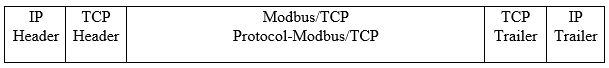 IP Header
TCP Header
Modbus/TCP
Protocol-Modbus/TCP
TCP Trailer
IP Trailer